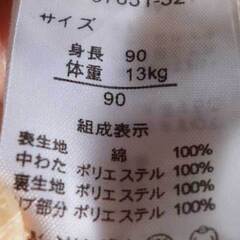 サイズ
身長 90
体重 13kg
90
組成表示
表生地 綿 100%
中わた ポリエステル 100%
裏生地 ポリエステル 100%
部分 ポリエステル 100%